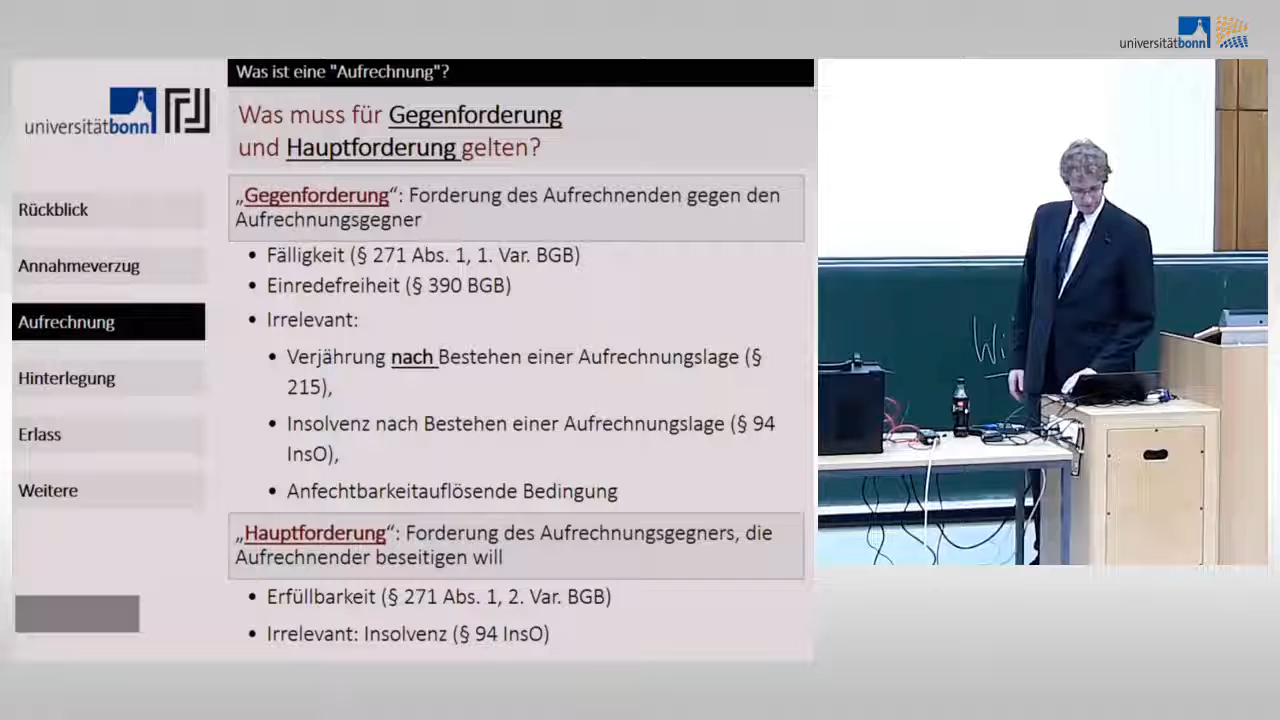 universitätbonn
Was ist eine "Aufrechnung"?
universitätbonn
Was muss für Gegenforderung
und Hauptforderung gelten?
Rückblick
Annahmeverzug
Aufrechnung
Hinterlegung
Erlass
Weitere
„Gegenforderung“: Forderung des Aufrechnenden gegen den
Aufrechnungsgegner
• Fälligkeit (§ 271 Abs. 1, 1. Var. BGB)
• Einredefreiheit (§ 390 BGB)
• Irrelevant:
• Verjährung nach Bestehen einer Aufrechnungslage (§
215),
• Insolvenz nach Bestehen einer Aufrechnungslage (§ 94
InsO),
• Anfechtbarkeitauflösende Bedingung
„Hauptforderung“: Forderung des Aufrechnungsgegners, die
Aufrechnender beseitigen will
• Erfüllbarkeit (§ 271 Abs. 1, 2. Var. BGB)
• Irrelevant: Insolvenz (§ 94 InsO)
Wi